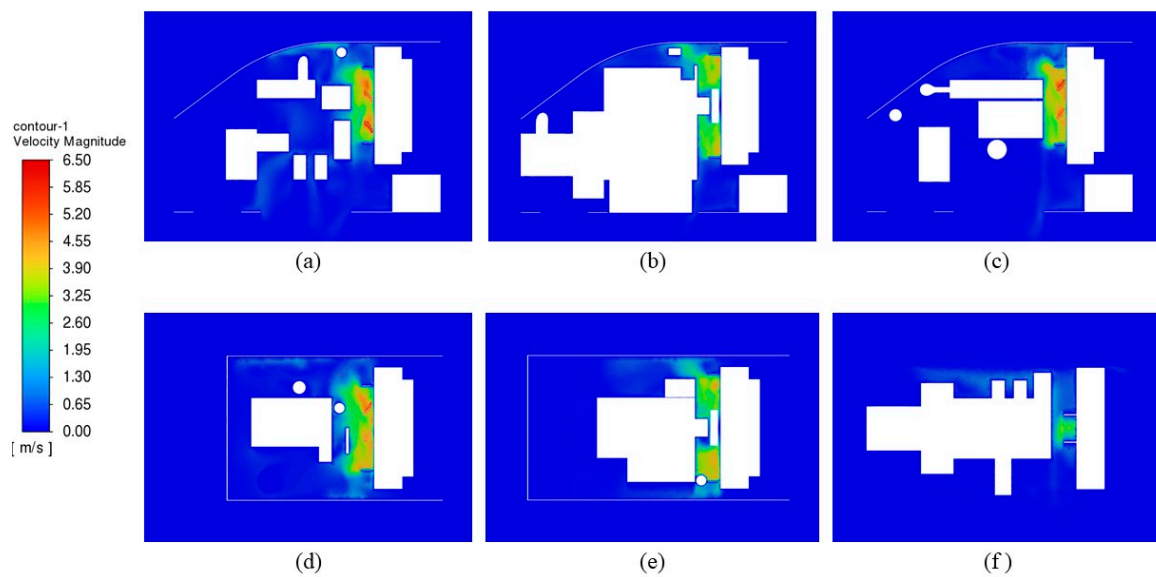 contour-1
Velocity Magnitude
6.50
5.85
5.20
4.55
3.90
3.25
2.60
1.95
1.30
0.65
0.00
[ m/s ]
(a)
(b)
(c)
(d)
(e)
(f)